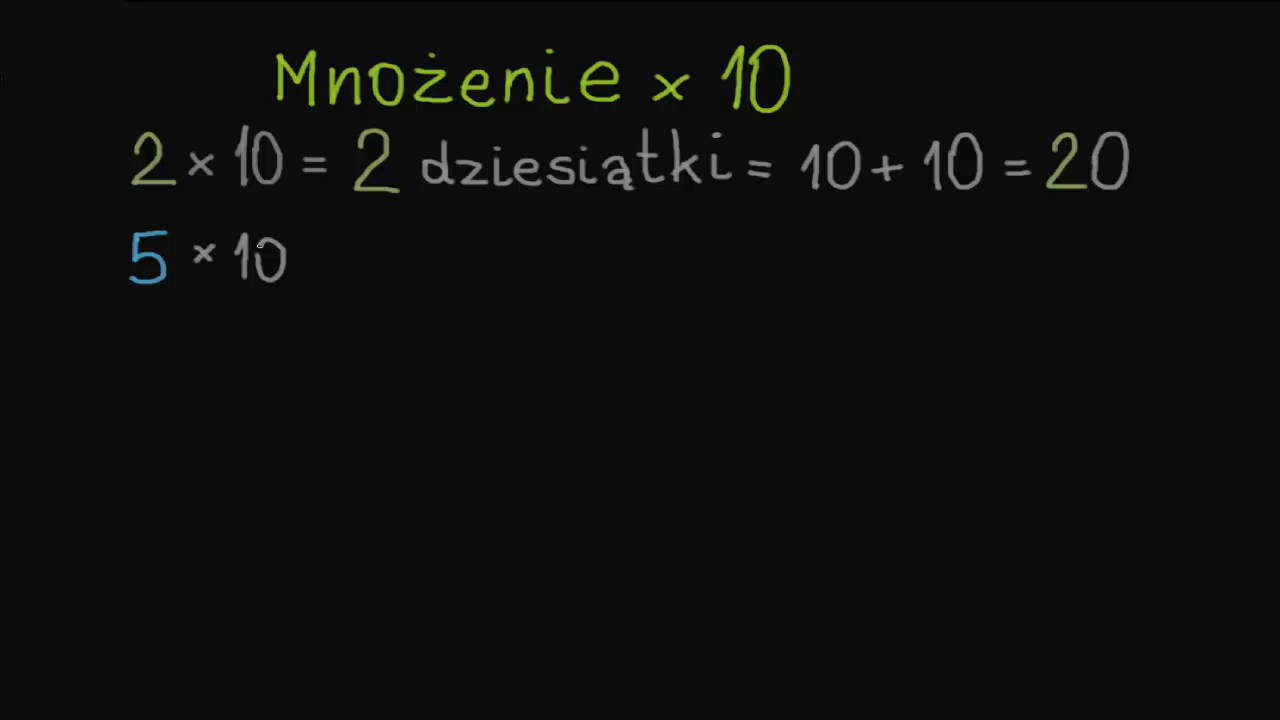 Mnożenie × 10
2 × 10 = 2 dziesiątki = 10 + 10 = 20
5 × 10